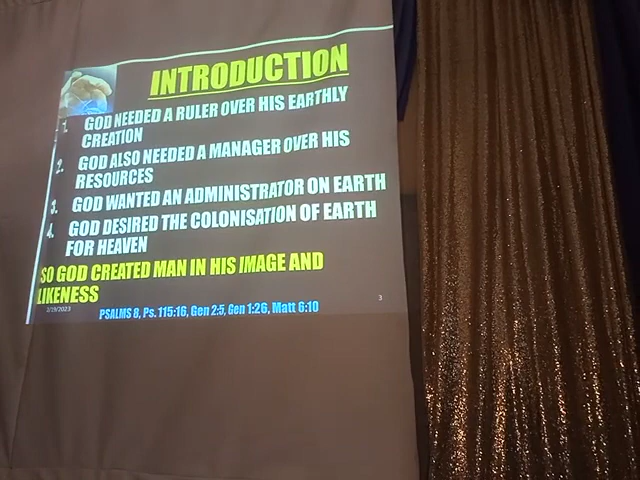 INTRODUCTION
1. GOD NEEDED A RULER OVER HIS EARTHLY
CREATION
2. GOD ALSO NEEDED A MANAGER OVER HIS
RESOURCES
3. GOD WANTED AN ADMINISTRATOR ON EARTH
4. GOD DESIRED THE COLONISATION OF EARTH
FOR HEAVEN
SO GOD CREATED MAN IN HIS IMAGE AND
LIKENESS
2/19/2023
PSALMS 8, Ps. 115:16, Gen 2:5, Gen 1:26, Matt 6:10
3